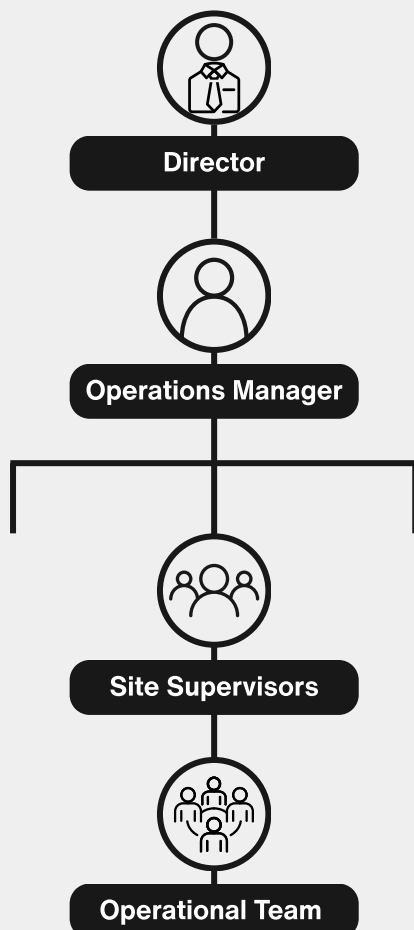 Director
Operations Manager
Site Supervisors
Operational Team